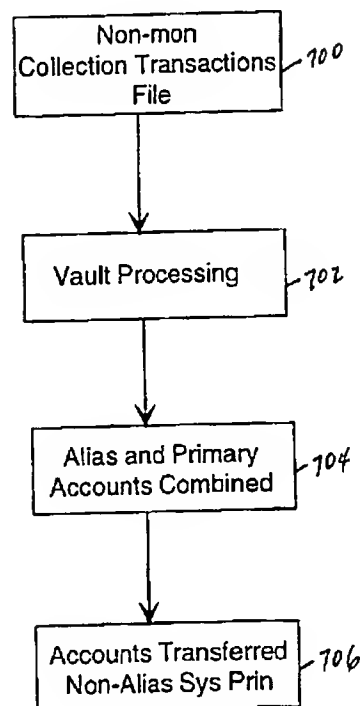 Non-mon
Collection Transactions
File
700
Vault Processing
702
Alias and Primary
Accounts Combined
704
Accounts Transferred
Non-Alias Sys Prin
706